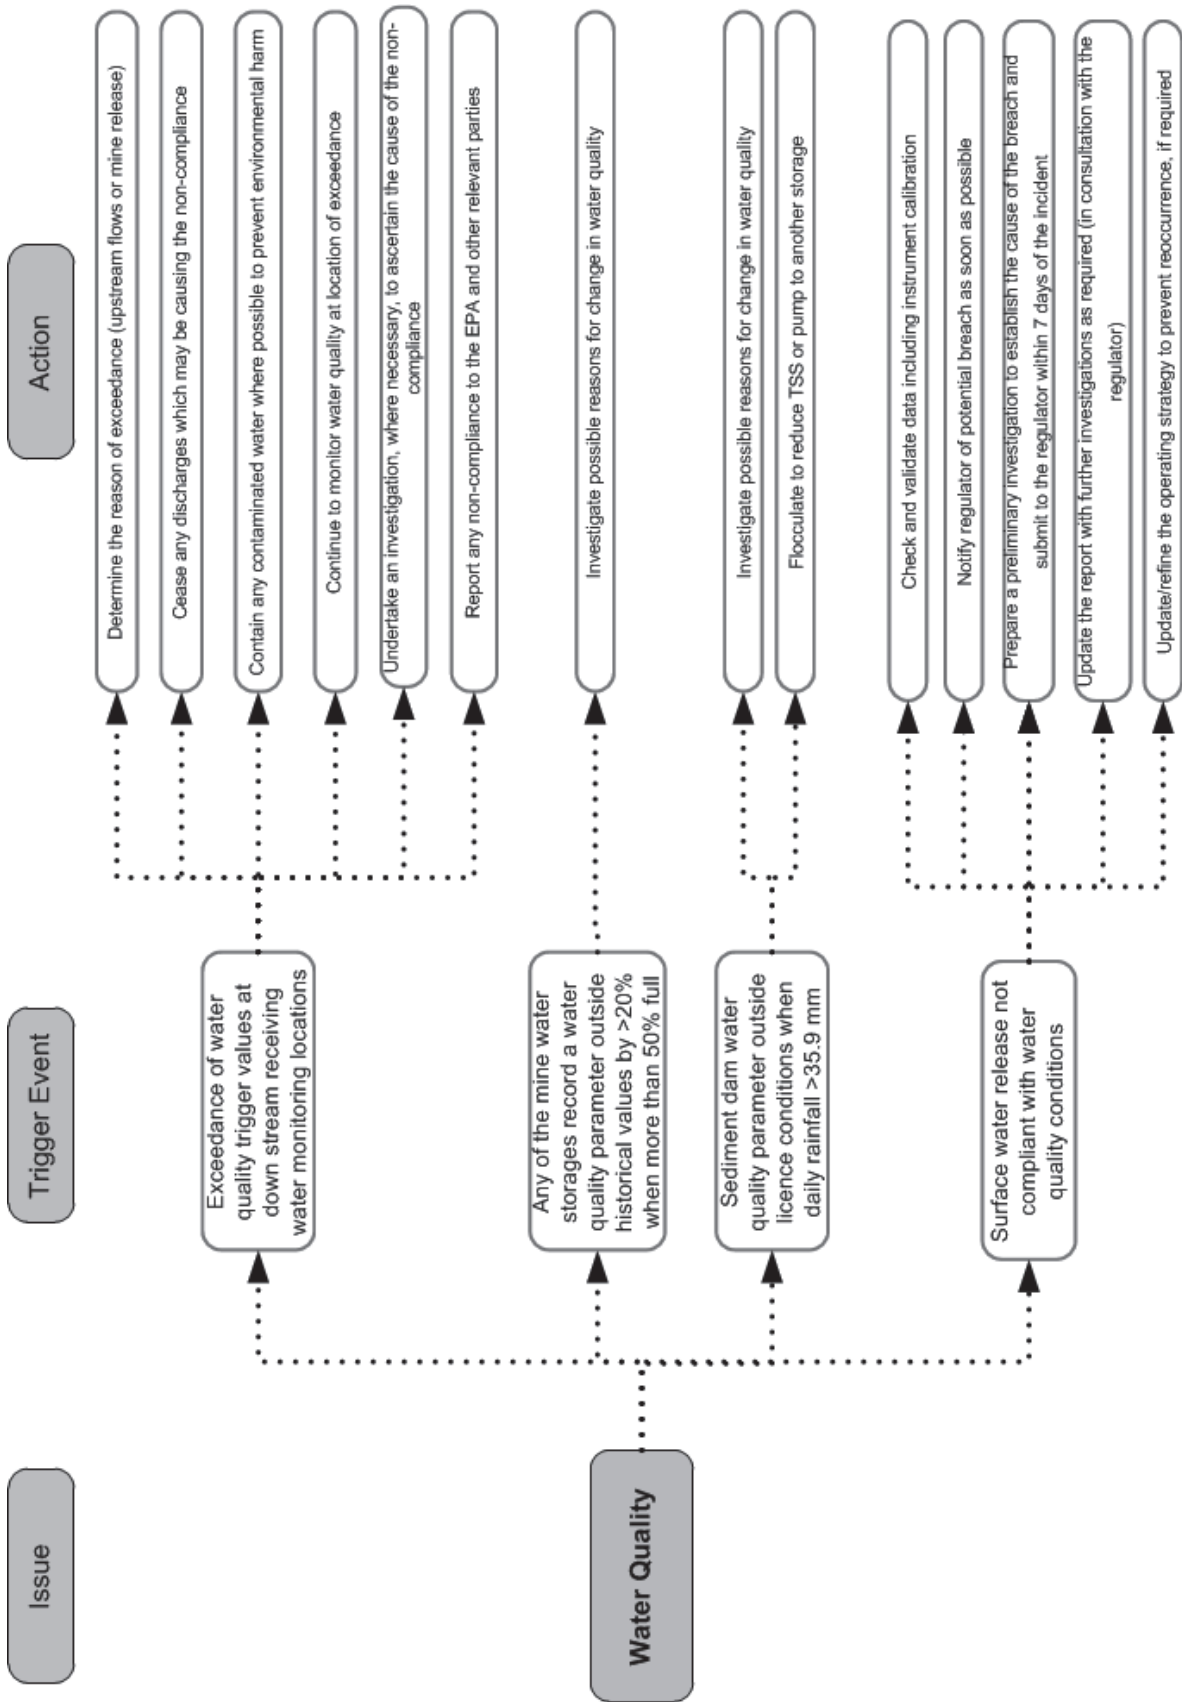 Issue
Trigger Event
Action
Water Quality
Exceedance of water
quality trigger values at
down stream receiving
water monitoring locations
Determine the reason of exceedance (upstream flows or mine release)
Cease any discharges which may be causing the non-compliance
Contain any contaminated water where possible to prevent environmental harm
Continue to monitor water quality at location of exceedance
Undertake an investigation, where necessary, to ascertain the cause of the non-
compliance
Report any non-compliance to the EPA and other relevant parties
Any of the mine water
storages record a water
quality parameter outside
historical values by >20%
when more than 50% full
Investigate possible reasons for change in water quality
Sediment dam water
quality parameter outside
licence conditions when
daily rainfall >35.9 mm
Investigate possible reasons for change in water quality
Flocculate to reduce TSS or pump to another storage
Surface water release not
compliant with water
quality conditions
Check and validate data including instrument calibration
Notify regulator of potential breach as soon as possible
Prepare a preliminary investigation to establish the cause of the breach and
submit to the regulator within 7 days of the incident
Update the report with further investigations as required (in consultation with the
regulator)
Update/refine the operating strategy to prevent reoccurrence, if required